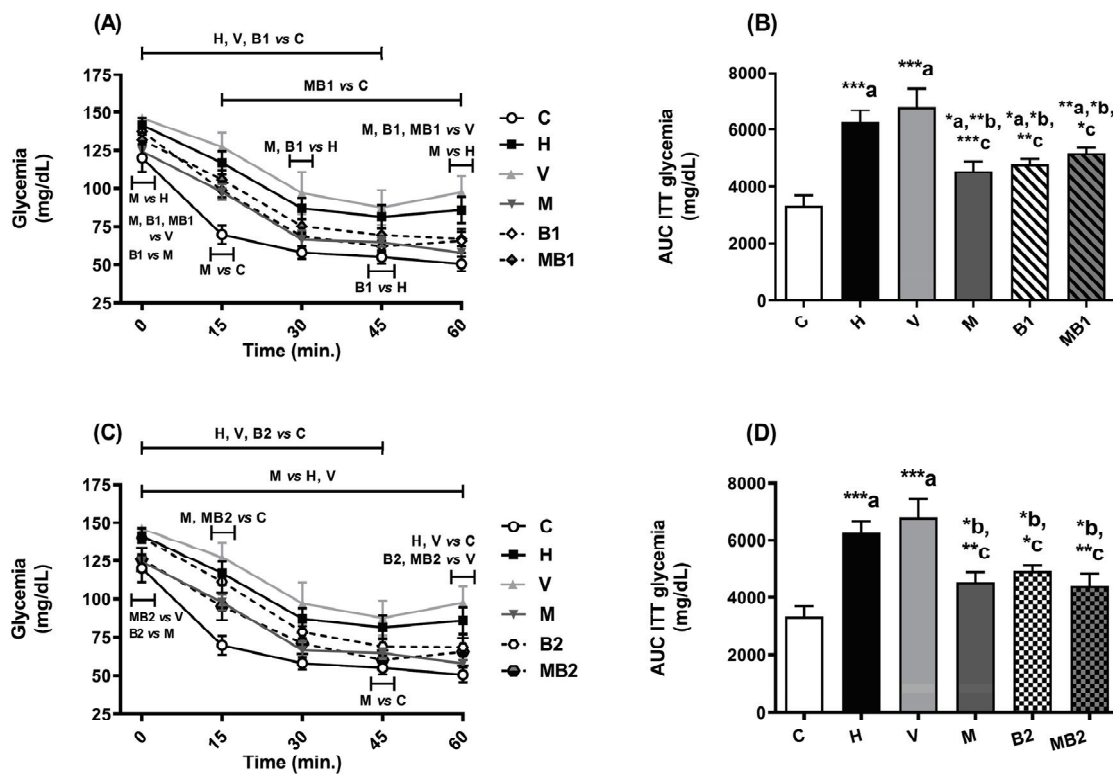 (A)
H, V, B1 vs C
MB1 vs C
M, B1, MB1 vs V
M vs H
M, B1 vs H
175
150
125
100
75
50
25
Glycemia
(mg/dL)
M vs H
M, B1, MB1
vs V
B1 vs M
M vs C
B1 vs H
0
15
30
45
60
Time (min.)
C
H
V
M
B1
MB1
(B)
8000
6000
4000
2000
0
AUC ITT glycemia
(mg/dL)
***a
***a
*a,**b,
***c
*a,*b,
**c
**a,*b,
*c
C
H
V
M
B1
MB1
(C)
H, V, B2 vs C
M vs H, V
M, MB2 vs C
H, V vs C
B2, MB2 vs V
175
150
125
100
75
50
25
Glycemia
(mg/dL)
MB2 vs V
B2 vs M
M vs C
0
15
30
45
60
Time (min.)
C
H
V
M
B2
MB2
(D)
8000
6000
4000
2000
0
AUC ITT glycemia
(mg/dL)
***a
***a
*b,
**c
*b,
*c
*b,
**c
C
H
V
M
B2
MB2